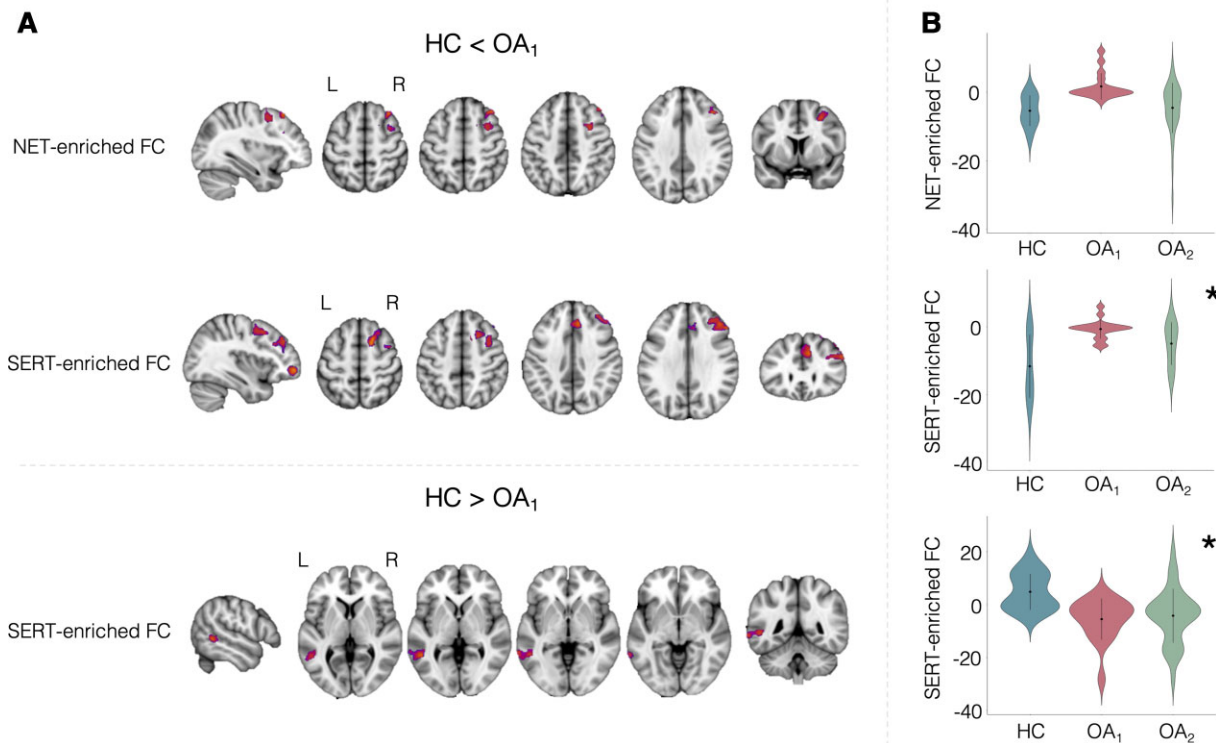 A
HC < OA₁
L R
NET-enriched FC
L R
SERT-enriched FC
HC > OA₁
L R
SERT-enriched FC
B
NET-enriched FC
0
-20
-40
HC OA₁ OA₂
*
SERT-enriched FC
0
-20
-40
HC OA₁ OA₂
*
SERT-enriched FC
20
0
-20
-40
HC OA₁ OA₂